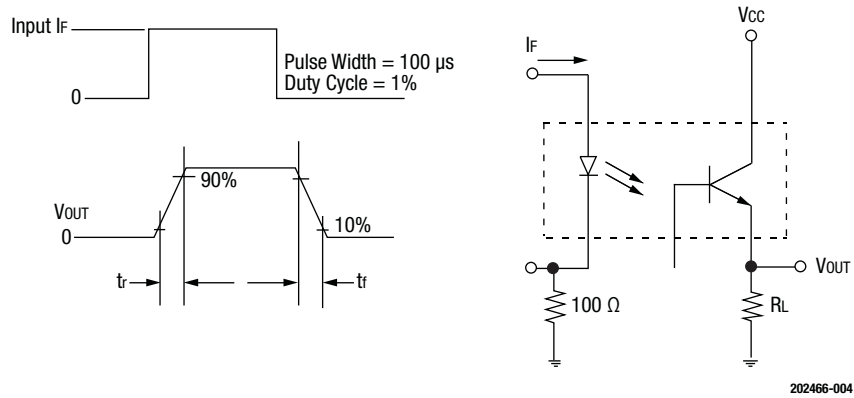 Input IF
0
Pulse Width = 100 µs
Duty Cycle = 1%
90%
VOUT
0
10%
tr
tf
IF
VCC
VOUT
100 Ω
RL
202466-004